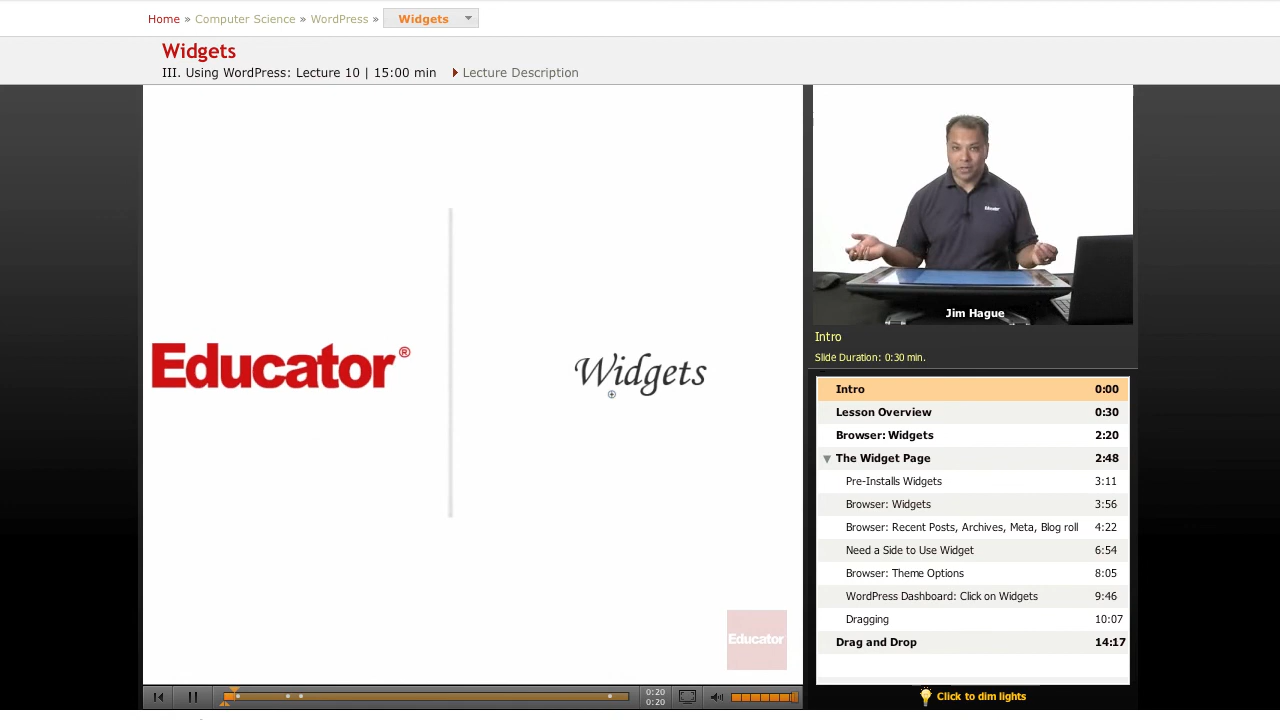 Home » Computer Science » WordPress » Widgets
Widgets
III. Using WordPress: Lecture 10 | 15:00 min Lecture Description
Educator®
Widgets
Educator
Educator
Jim Hague
Intro
Slide Duration: 0:30 min.
Intro 0:00
Lesson Overview 0:30
Browser: Widgets 2:20
The Widget Page 2:48
Pre-Installs Widgets 3:11
Browser: Widgets 3:56
Browser: Recent Posts, Archives, Meta, Blog roll 4:22
Need a Side to Use Widget 6:54
Browser: Theme Options 8:05
WordPress Dashboard: Click on Widgets 9:46
Dragging 10:07
Drag and Drop 14:17
0:20
0:20
Click to dim lights